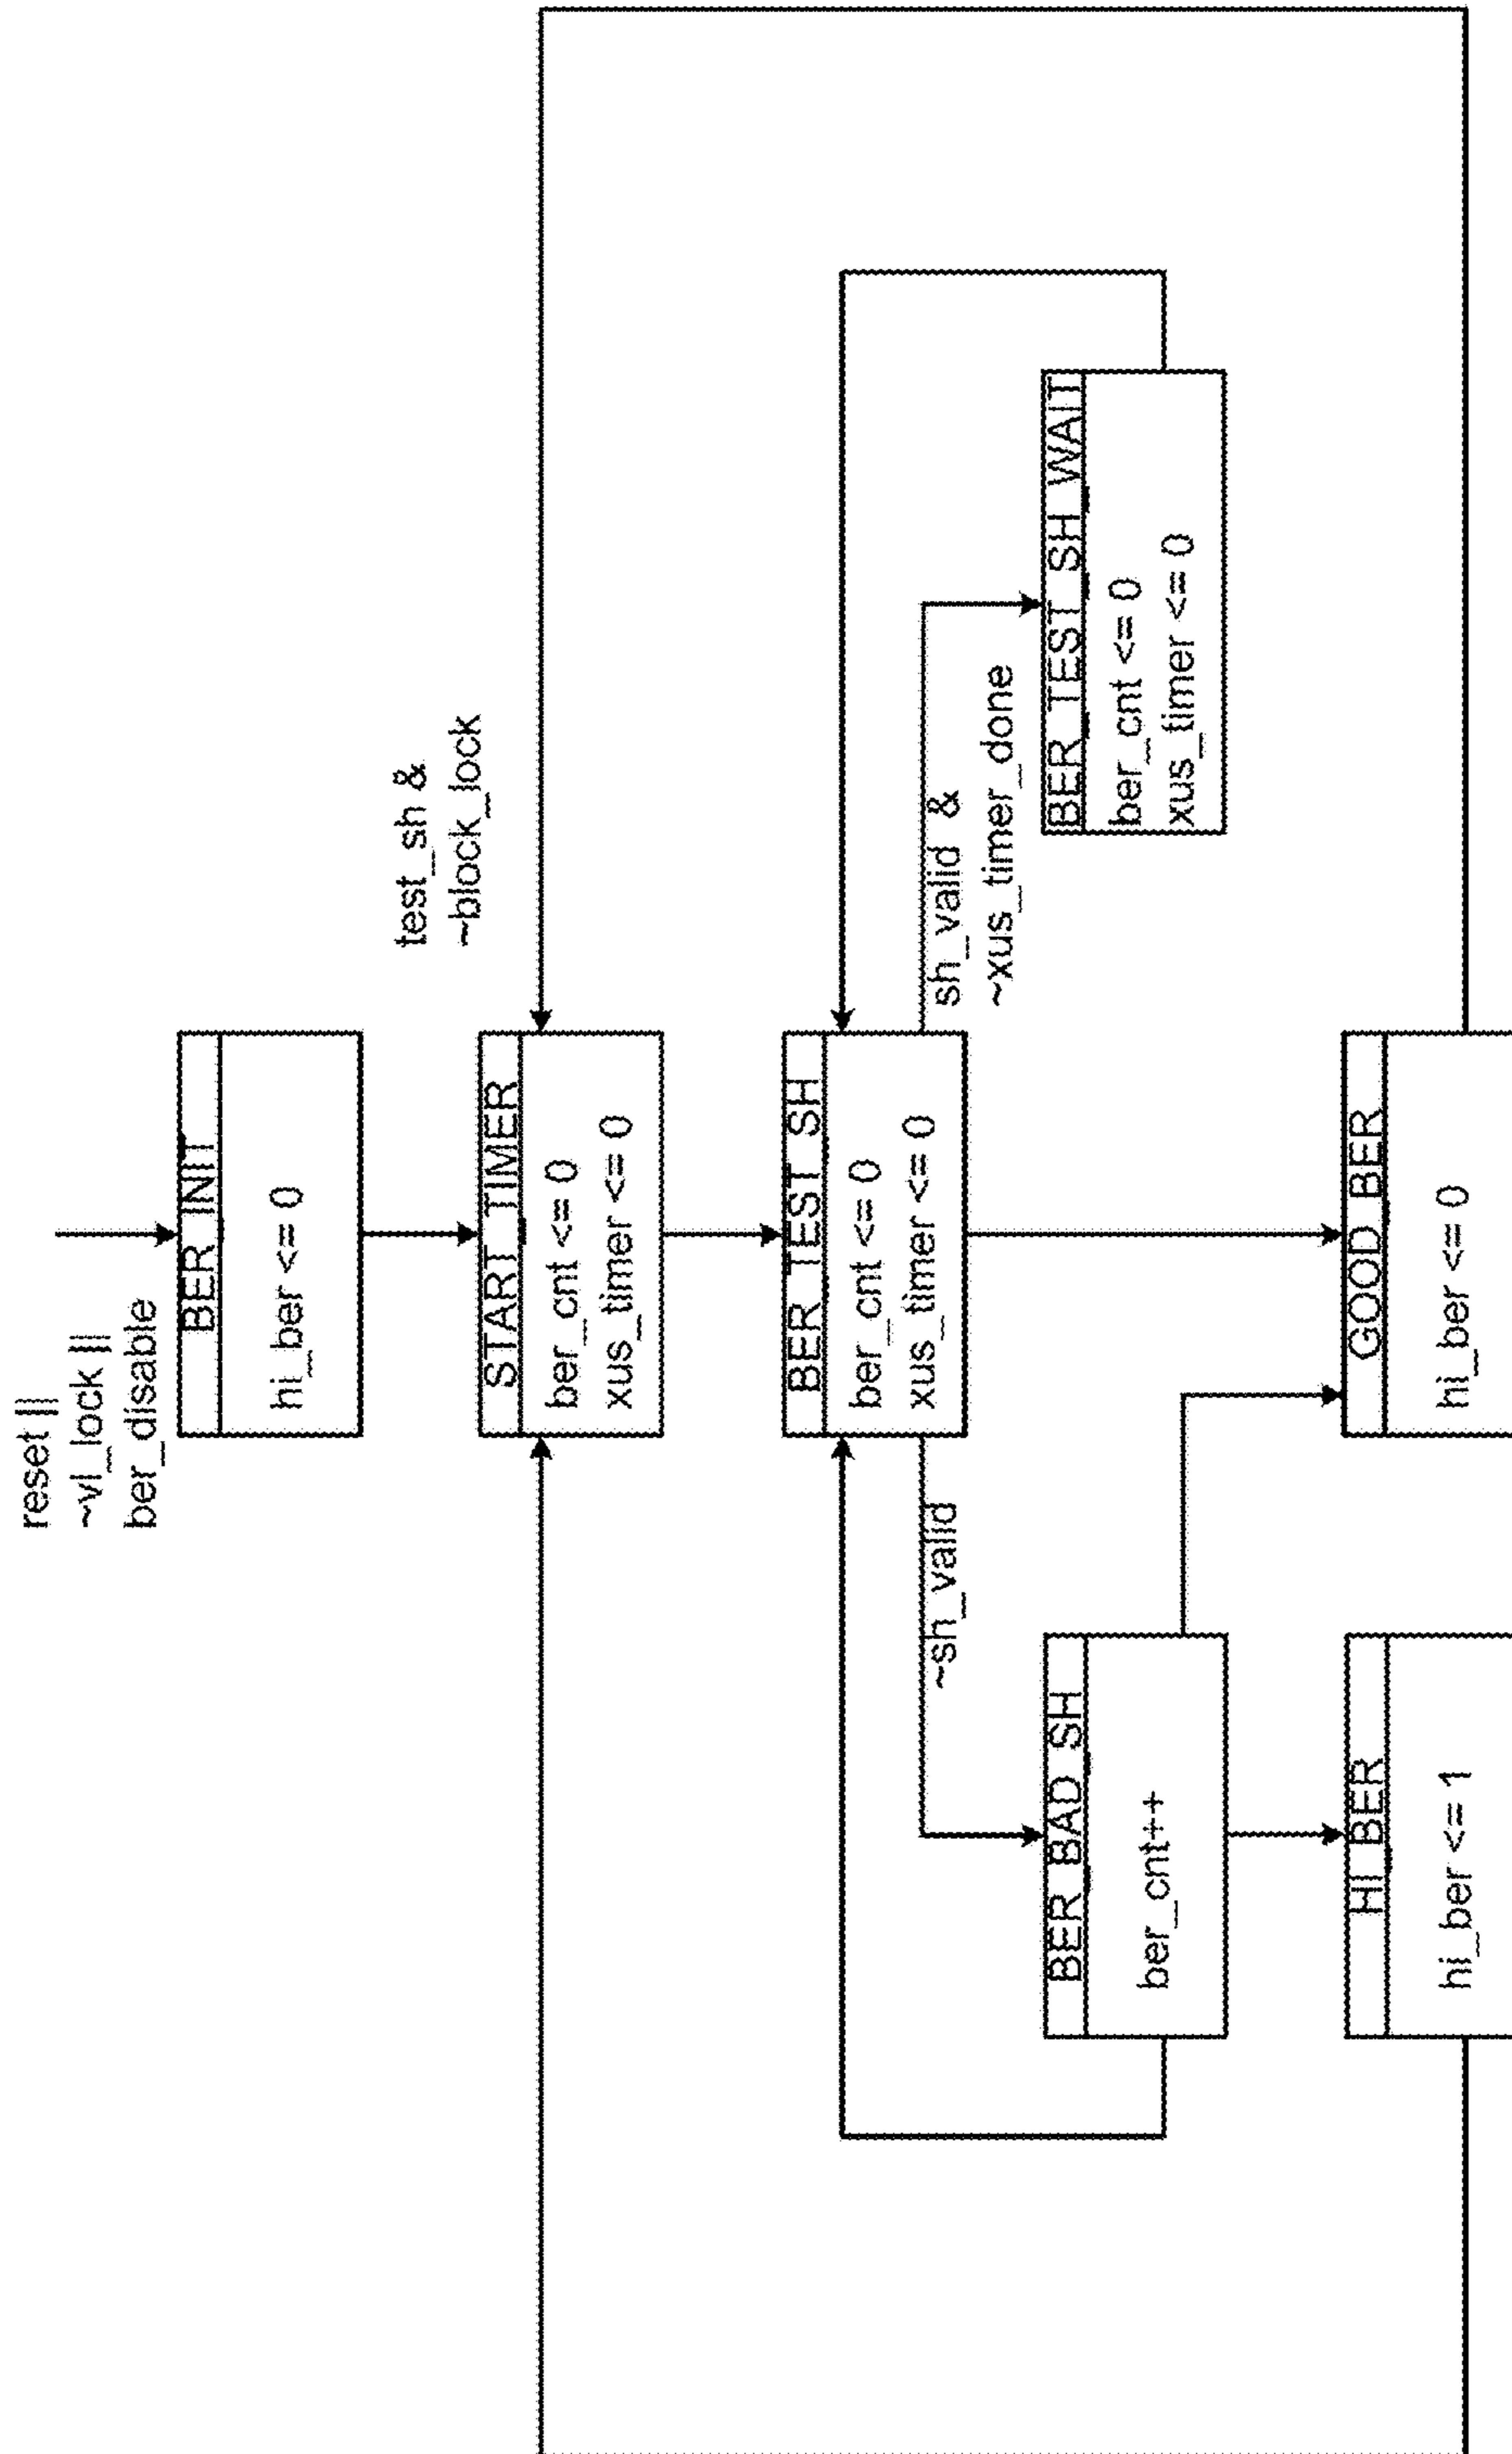 reset ||
~vl_lock ||
ber_disable
BER_INIT
hi_ber <= 0
test_sh &
~block_lock
START_TIMER
ber_cnt <= 0
xus_timer <= 0
BER_TEST_SH
ber_cnt <= 0
xus_timer <= 0
~sh_valid
sh_valid &
~xus_timer_done
BER_BAD_SH
ber_cnt++
BER_TEST_SH_WAIT
ber_cnt <= 0
xus_timer <= 0
HI_BER
hi_ber <= 1
GOOD_BER
hi_ber <= 0